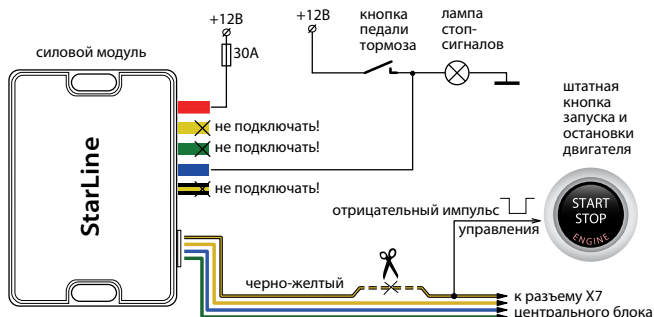 +12В
30А
силовой модуль
StarLine
+12В
кнопка
педали
тормоза
лампа
стоп-
сигналов
не подключать!
не подключать!
не подключать!
штатная
кнопка
запуска и
остановки
двигателя
START
STOP
ENGINE
отрицательный импульс
управления
черно-желтый
к разъему X7
центрального блока